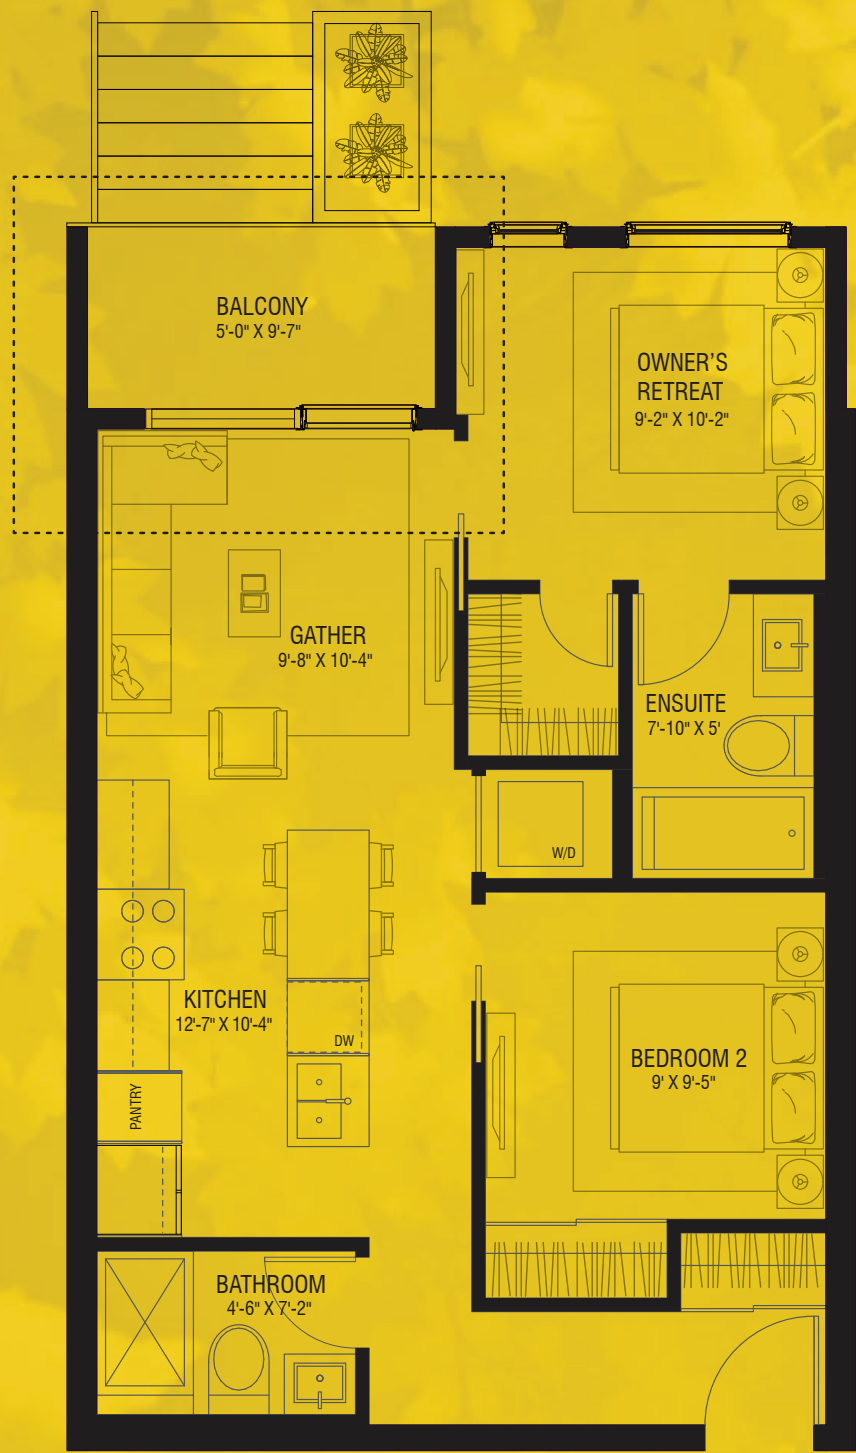 BALCONY
5'-0" X 9'-7"
OWNER'S
RETREAT
9'-2" X 10'-2"
GATHER
9'-8" X 10'-4"
ENSUITE
7'-10" X 5'
W/D
KITCHEN
12'-7" X 10'-4"
DW
PANTRY
BEDROOM 2
9' X 9'-5"
BATHROOM
4'-6" X 7'-2"